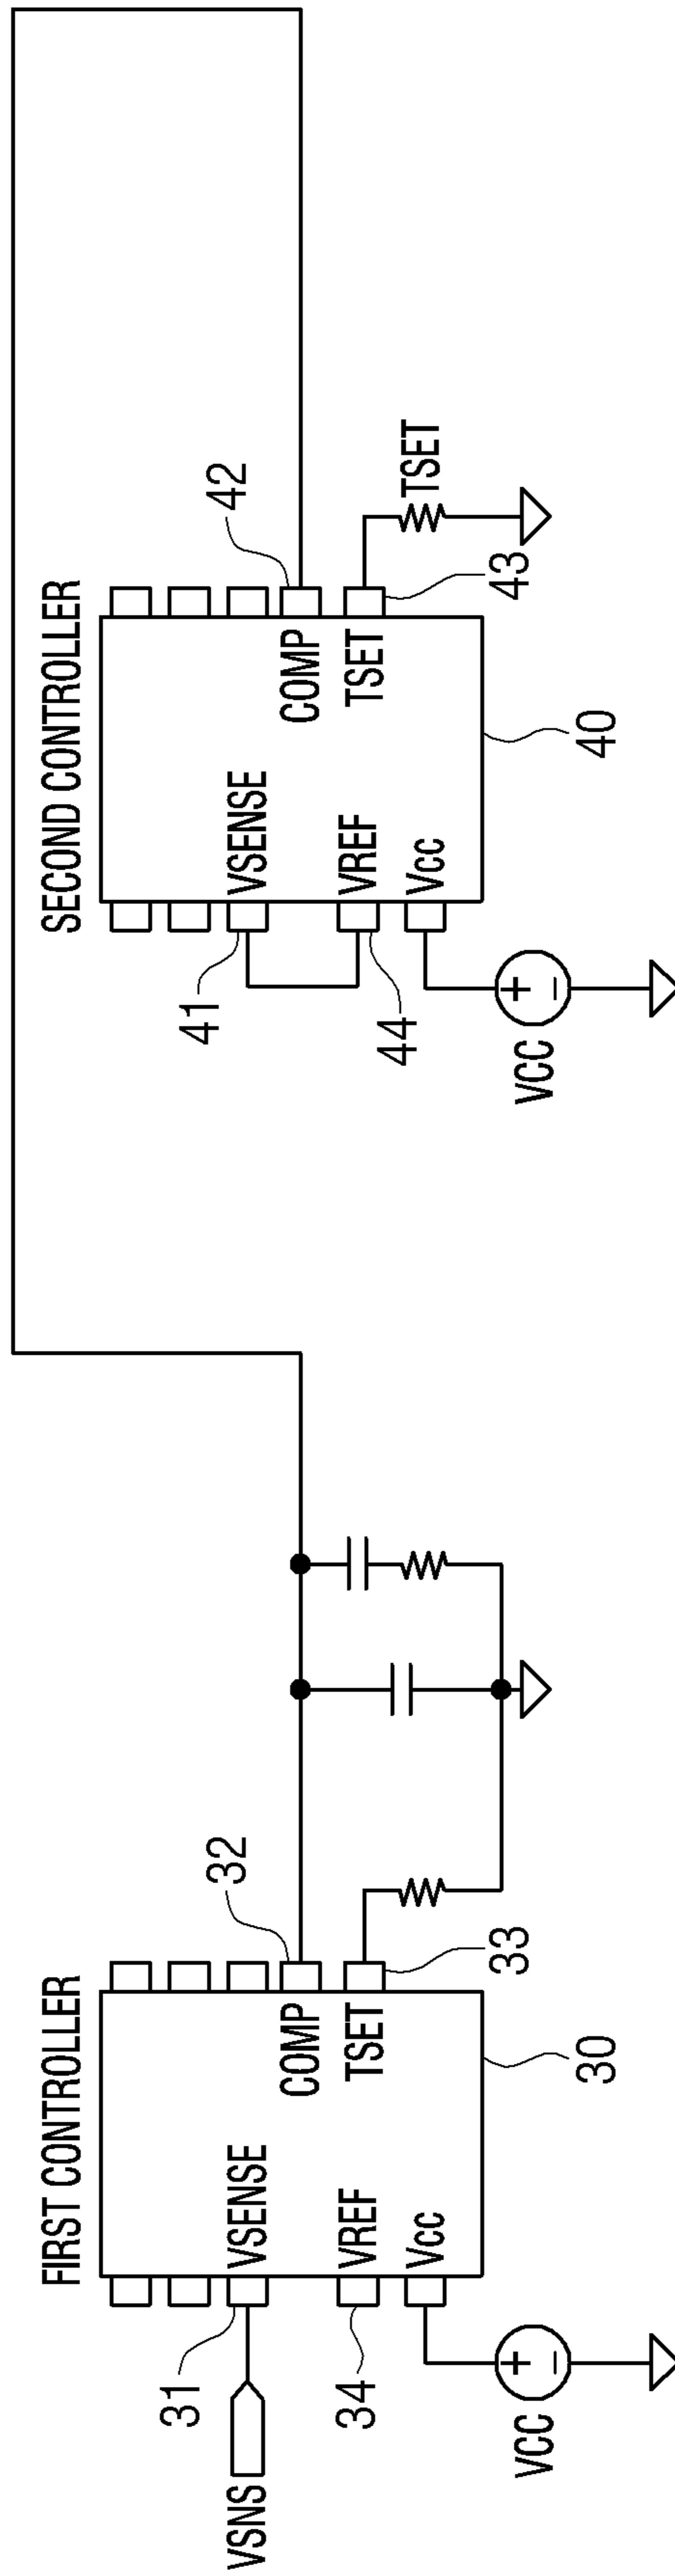 FIRST CONTROLLER
31
VSNS
VSENSE
32
COMP
34
VREF
TSET
33
Vcc
VCC
30
SECOND CONTROLLER
41
VSENSE
42
COMP
44
VREF
TSET
43
TSET
Vcc
VCC
40